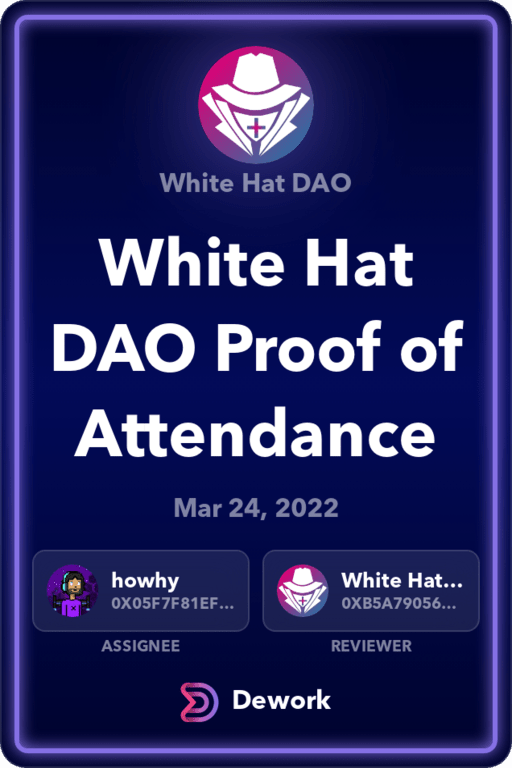 White Hat DAO
White Hat
DAO Proof of
Attendance
Mar 24, 2022
howhy
0X05F7F81EF...
White Hat...
0XB5A79056...
ASSIGNEE
REVIEWER
Dework